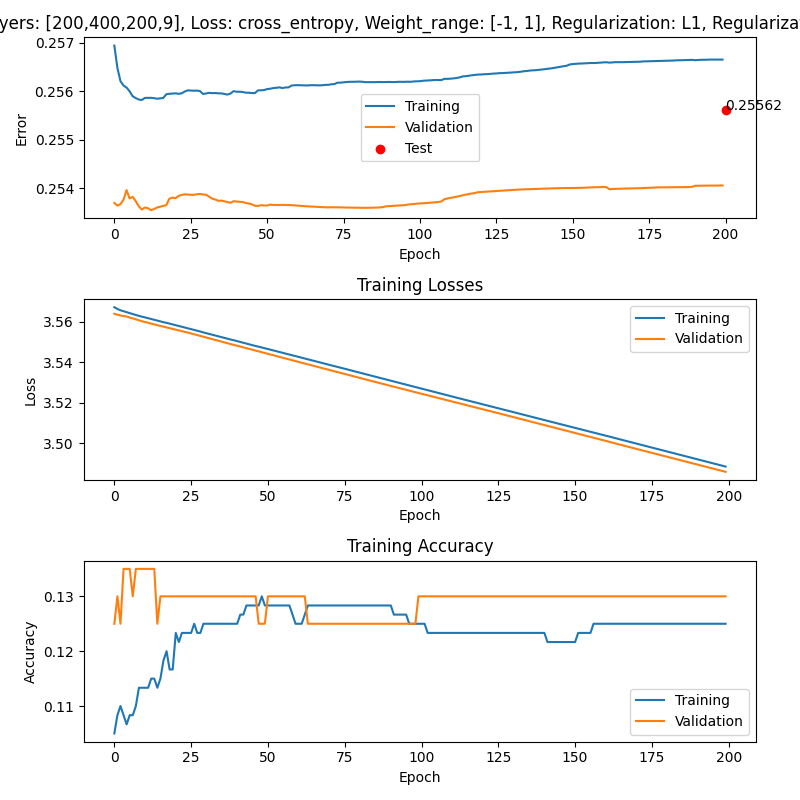 yers: [200,400,200,9], Loss: cross_entropy, Weight_range: [-1, 1], Regularization: L1, Regulariza
0.257
0.256
0.255
0.254
Error
Training
Validation
Test
0.25562
0 25 50 75 100 125 150 175 200
Epoch
Training Losses
3.56
3.54
3.52
3.50
Loss
Training
Validation
0 25 50 75 100 125 150 175 200
Epoch
Training Accuracy
0.13
0.12
0.11
Accuracy
Training
Validation
0 25 50 75 100 125 150 175 200
Epoch